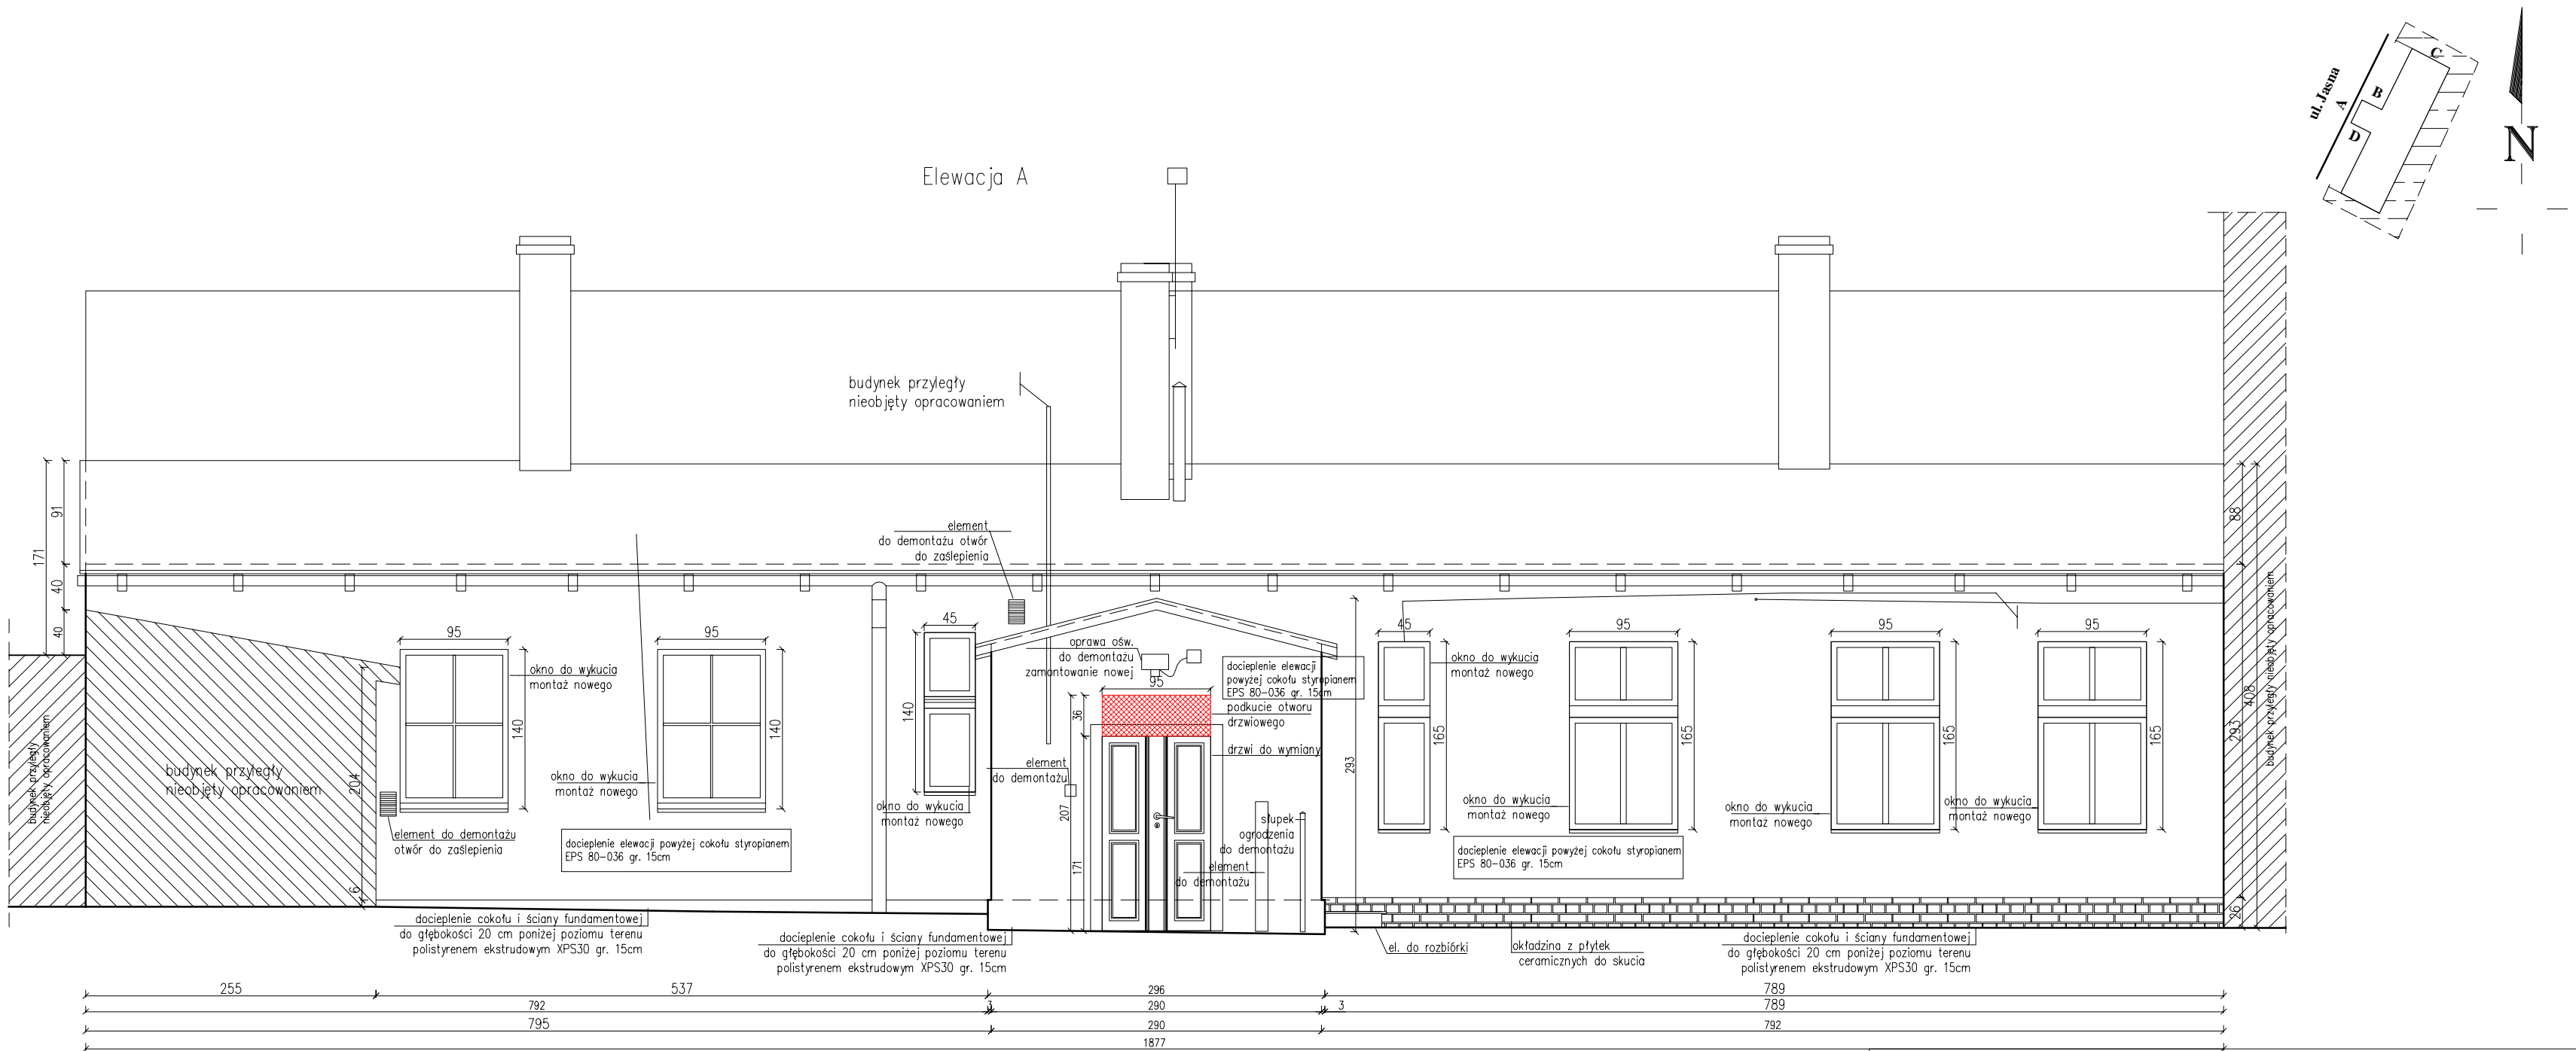 Elewacja A
ul. Jasna
A
B
C
D
N
budynek przyległy
nieobjęty opracowaniem
element
do demontażu otwór
do zaślepienia
171
91
40
40
88
408
293
26
budynek przyległy nieobjęty opracowaniem
budynek przyległy
nieobjęty opracowaniem
budynek przyległy
nieobjęty opracowaniem
204
6
95
140
okno do wykucia
montaż nowego
95
140
okno do wykucia
montaż nowego
element do demontażu
otwór do zaślepienia
docieplenie elewacji powyżej cokołu styropianem
EPS 80-036 gr. 15cm
45
140
okno do wykucia
montaż nowego
oprawa ośw.
do demontażu
zamontowanie nowej
95
36
207
171
293
docieplenie elewacji
powyżej cokołu styropianem
EPS 80-036 gr. 15cm
podkucie otworu
drzwiowego
drzwi do wymiany
element
do demontażu
słupek
ogrodzenia
do demontażu
element
do demontażu
45
165
okno do wykucia
montaż nowego
95
165
okno do wykucia
montaż nowego
95
165
okno do wykucia
montaż nowego
95
165
okno do wykucia
montaż nowego
docieplenie elewacji powyżej cokołu styropianem
EPS 80-036 gr. 15cm
docieplenie cokołu i ściany fundamentowej
do głębokości 20 cm poniżej poziomu terenu
polistyrenem ekstrudowym XPS30 gr. 15cm
docieplenie cokołu i ściany fundamentowej
do głębokości 20 cm poniżej poziomu terenu
polistyrenem ekstrudowym XPS30 gr. 15cm
el. do rozbiórki
okładzina z płytek
ceramicznych do skucia
docieplenie cokołu i ściany fundamentowej
do głębokości 20 cm poniżej poziomu terenu
polistyrenem ekstrudowym XPS30 gr. 15cm
255
537
296
789
792
3
290
3
789
795
290
792
1877